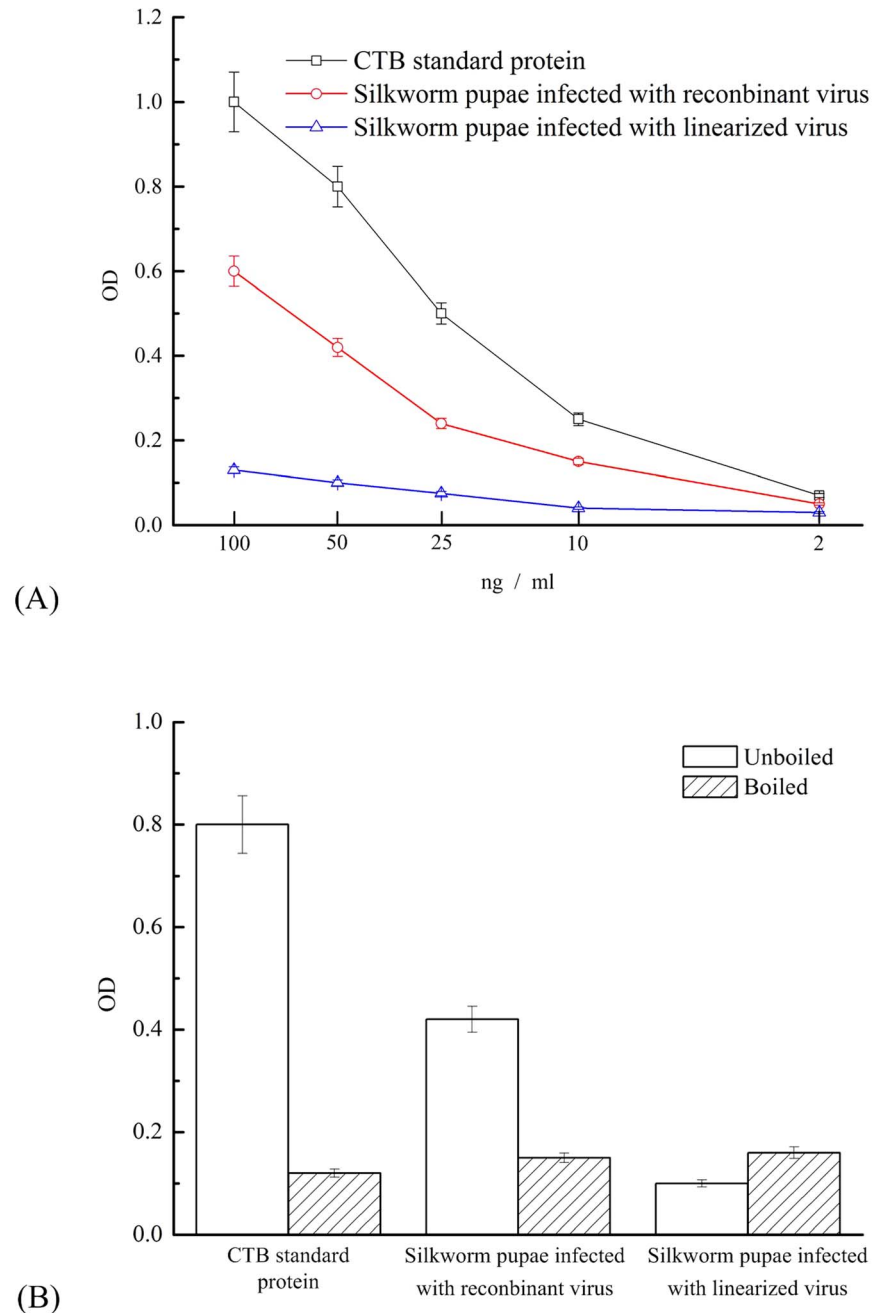 1.2
CTB standard protein
Silkworm pupae infected with recombinant virus
Silkworm pupae infected with linearized virus
1.0
0.8
0.6
OD
0.4
0.2
0.0
100 50 25 10 2
ng / ml
(A)
1.0
Unboiled
Boiled
0.8
0.6
OD
0.4
0.2
0.0
CTB standard
protein
Silkworm pupae infected
with recombinant virus
Silkworm pupae infected
with linearized virus
(B)